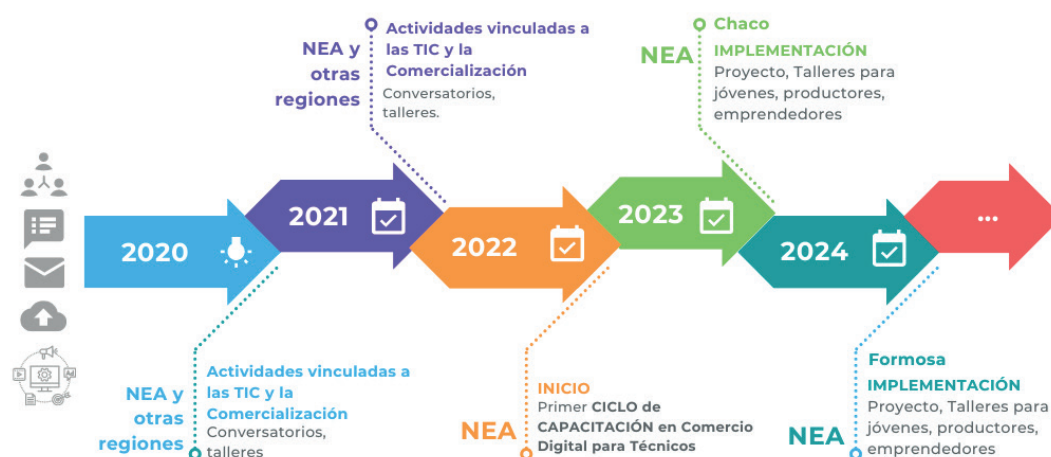 NEA y
otras
regiones
Actividades vinculadas a
las TIC y la
Comercialización
Conversatorios,
talleres.
NEA
Chaco
IMPLEMENTACIÓN
Proyecto, Talleres para
jóvenes, productores,
emprendedores
2020
2021
2022
2023
2024
...
NEA y
otras
regiones
Actividades vinculadas a
las TIC y la
Comercialización
Conversatorios,
talleres
NEA
INICIO
Primer CICLO de
CAPACITACIÓN en Comercio
Digital para Técnicos
NEA
Formosa
IMPLEMENTACIÓN
Proyecto, Talleres para
jóvenes, productores,
emprendedores